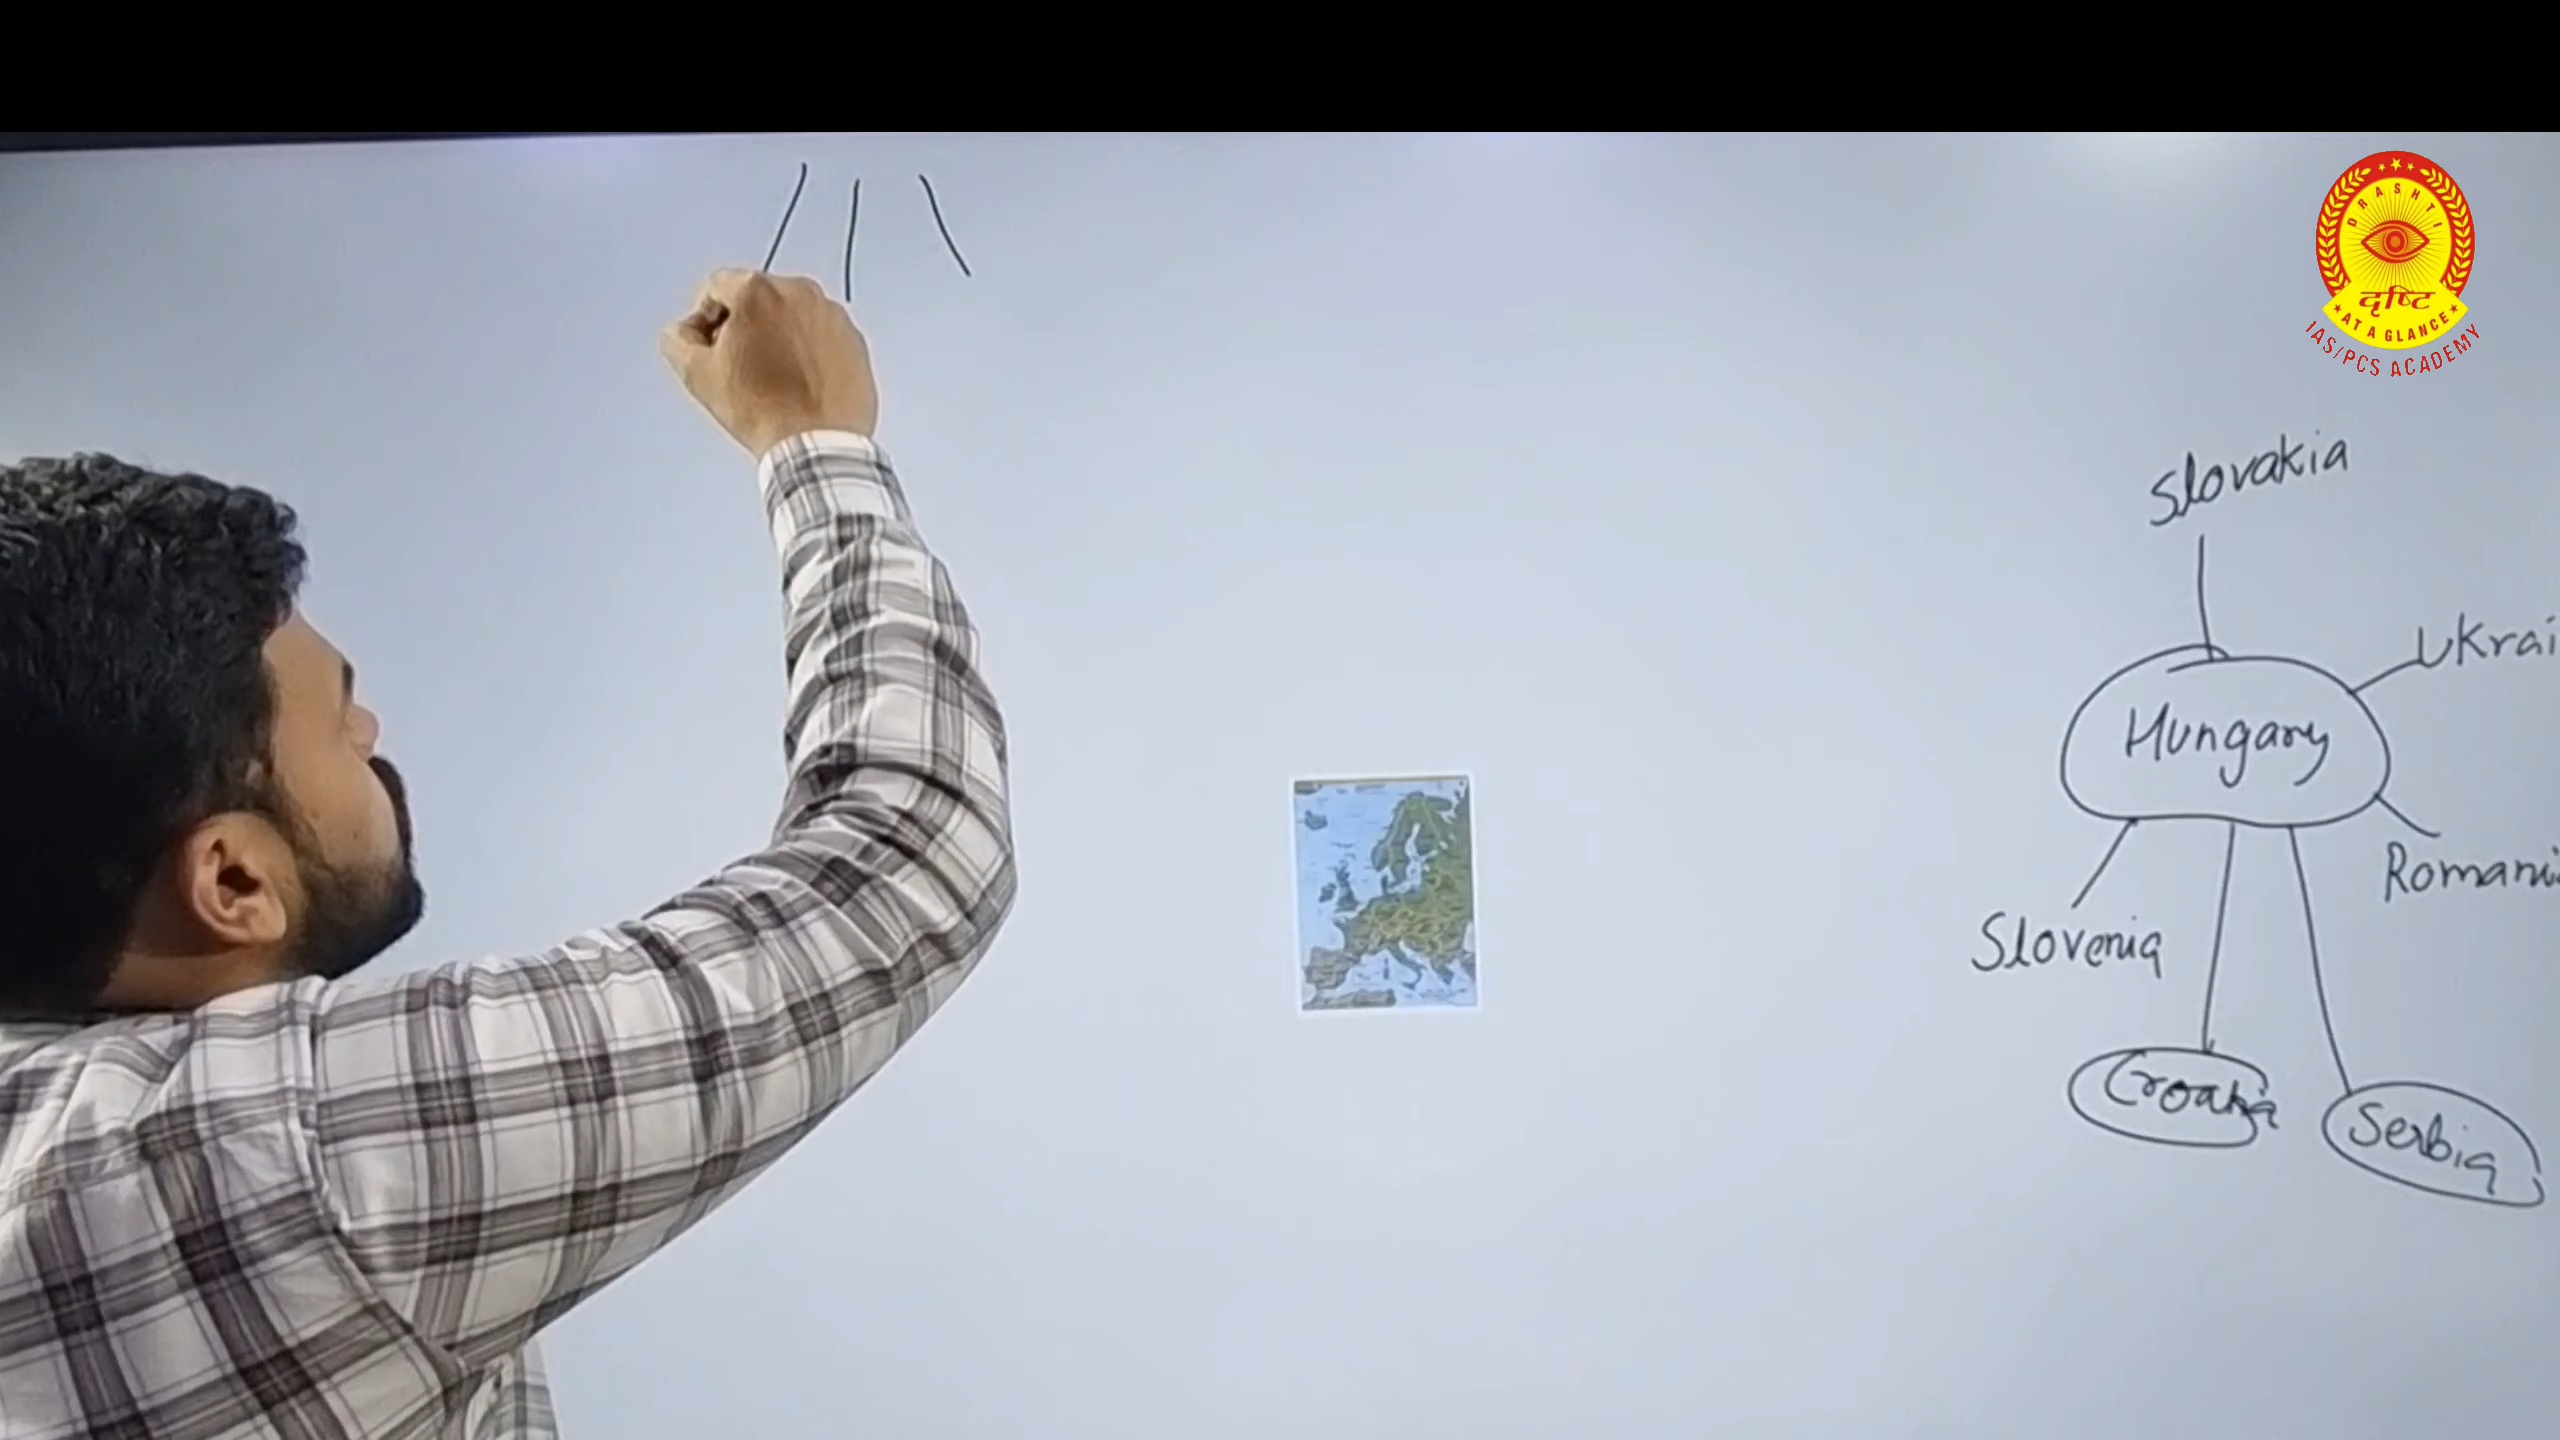 DRASHTI
दृष्टि
AT A GLANCE
IAS/PCS ACADEMY
Slovakia
Ukrai
Hungary
Romani
Slovenia
Croatia
Serbia